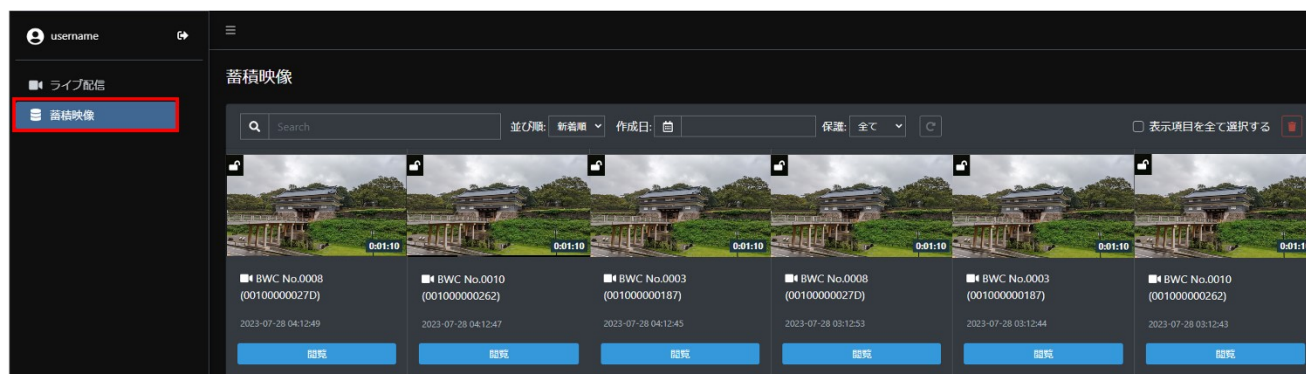 username
ライブ配信
蓄積映像
蓄積映像
Search 並び順: 新着順 作成日: 保護: 全て 表示項目を全て選択する
0:01:10 0:01:10 0:01:10 0:01:10 0:01:10 0:01:1
BWC No.0008 BWC No.0010 BWC No.0003 BWC No.0008 BWC No.0003 BWC No.0010
(00100000027D) (001000000262) (001000000187) (00100000027D) (001000000187) (001000000262)
2023-07-28 04:12:49 2023-07-28 04:12:47 2023-07-28 04:12:45 2023-07-28 03:12:53 2023-07-28 03:12:44 2023-07-28 03:12:43
閲覧 閲覧 閲覧 閲覧 閲覧 閲覧